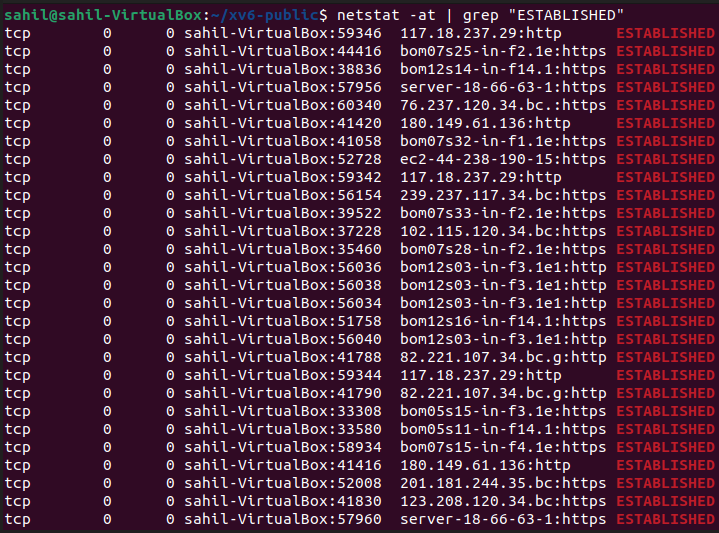 sahil@sahil-VirtualBox:~/xv6-public$ netstat -at | grep "ESTABLISHED"
tcp        0      0 sahil-VirtualBox:59346  117.18.237.29:http      ESTABLISHED
tcp        0      0 sahil-VirtualBox:44416  bom07s25-in-f2.1e:https ESTABLISHED
tcp        0      0 sahil-VirtualBox:38836  bom12s14-in-f14.1:https ESTABLISHED
tcp        0      0 sahil-VirtualBox:57956  server-18-66-63-1:https ESTABLISHED
tcp        0      0 sahil-VirtualBox:60340  76.237.120.34.bc.:https ESTABLISHED
tcp        0      0 sahil-VirtualBox:41420  180.149.61.136:http     ESTABLISHED
tcp        0      0 sahil-VirtualBox:41058  bom07s32-in-f1.1e:https ESTABLISHED
tcp        0      0 sahil-VirtualBox:52728  ec2-44-238-190-15:https ESTABLISHED
tcp        0      0 sahil-VirtualBox:59342  117.18.237.29:http      ESTABLISHED
tcp        0      0 sahil-VirtualBox:56154  239.237.117.34.bc:https ESTABLISHED
tcp        0      0 sahil-VirtualBox:39522  bom07s33-in-f2.1e:https ESTABLISHED
tcp        0      0 sahil-VirtualBox:37228  102.115.120.34.bc:https ESTABLISHED
tcp        0      0 sahil-VirtualBox:35460  bom07s28-in-f2.1e:https ESTABLISHED
tcp        0      0 sahil-VirtualBox:56036  bom12s03-in-f3.1e1:http ESTABLISHED
tcp        0      0 sahil-VirtualBox:56038  bom12s03-in-f3.1e1:http ESTABLISHED
tcp        0      0 sahil-VirtualBox:56034  bom12s03-in-f3.1e1:http ESTABLISHED
tcp        0      0 sahil-VirtualBox:51758  bom12s16-in-f14.1:https ESTABLISHED
tcp        0      0 sahil-VirtualBox:56040  bom12s03-in-f3.1e1:http ESTABLISHED
tcp        0      0 sahil-VirtualBox:41788  82.221.107.34.bc.g:http ESTABLISHED
tcp        0      0 sahil-VirtualBox:59344  117.18.237.29:http      ESTABLISHED
tcp        0      0 sahil-VirtualBox:41790  82.221.107.34.bc.g:http ESTABLISHED
tcp        0      0 sahil-VirtualBox:33308  bom05s15-in-f3.1e:https ESTABLISHED
tcp        0      0 sahil-VirtualBox:33580  bom05s11-in-f14.1:https ESTABLISHED
tcp        0      0 sahil-VirtualBox:58934  bom07s15-in-f4.1e:https ESTABLISHED
tcp        0      0 sahil-VirtualBox:41416  180.149.61.136:http     ESTABLISHED
tcp        0      0 sahil-VirtualBox:52008  201.181.244.35.bc:https ESTABLISHED
tcp        0      0 sahil-VirtualBox:41830  123.208.120.34.bc:https ESTABLISHED
tcp        0      0 sahil-VirtualBox:57960  server-18-66-63-1:https ESTABLISHED